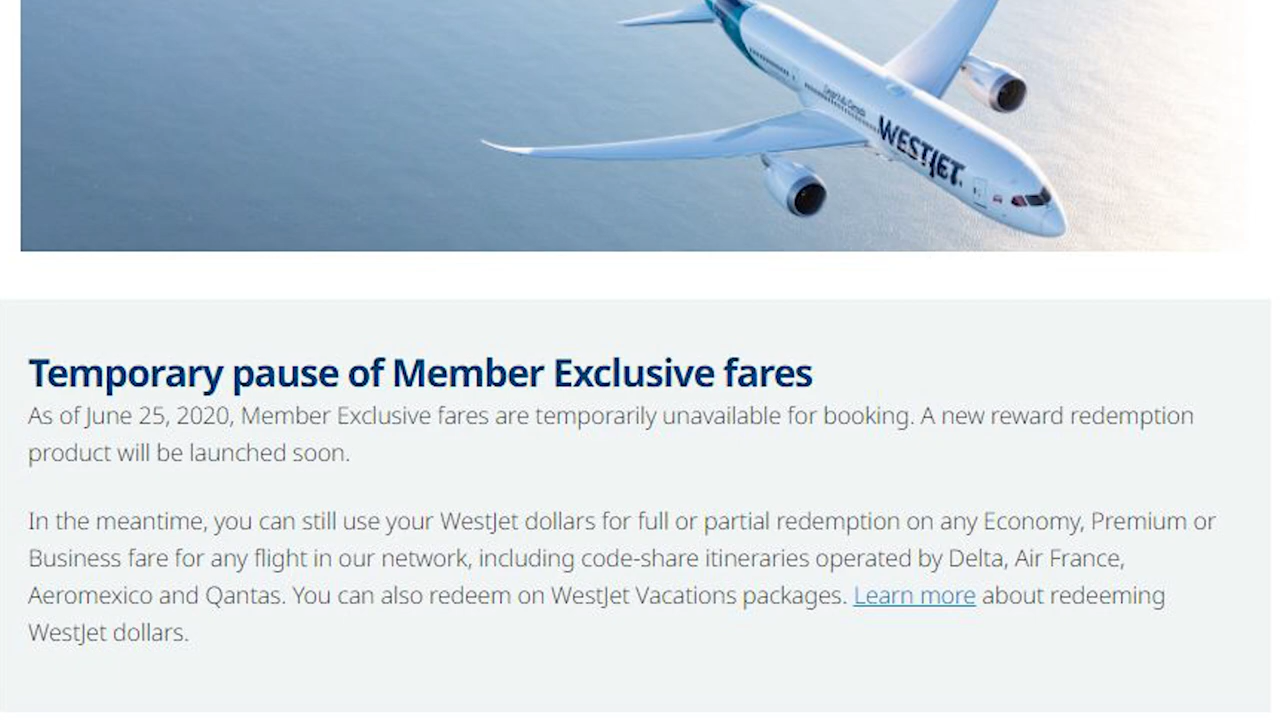 WESTJET
Temporary pause of Member Exclusive fares
As of June 25, 2020, Member Exclusive fares are temporarily unavailable for booking. A new reward redemption
product will be launched soon.
In the meantime, you can still use your WestJet dollars for full or partial redemption on any Economy, Premium or
Business fare for any flight in our network, including code-share itineraries operated by Delta, Air France,
Aeromexico and Qantas. You can also redeem on WestJet Vacations packages. Learn more about redeeming
WestJet dollars.